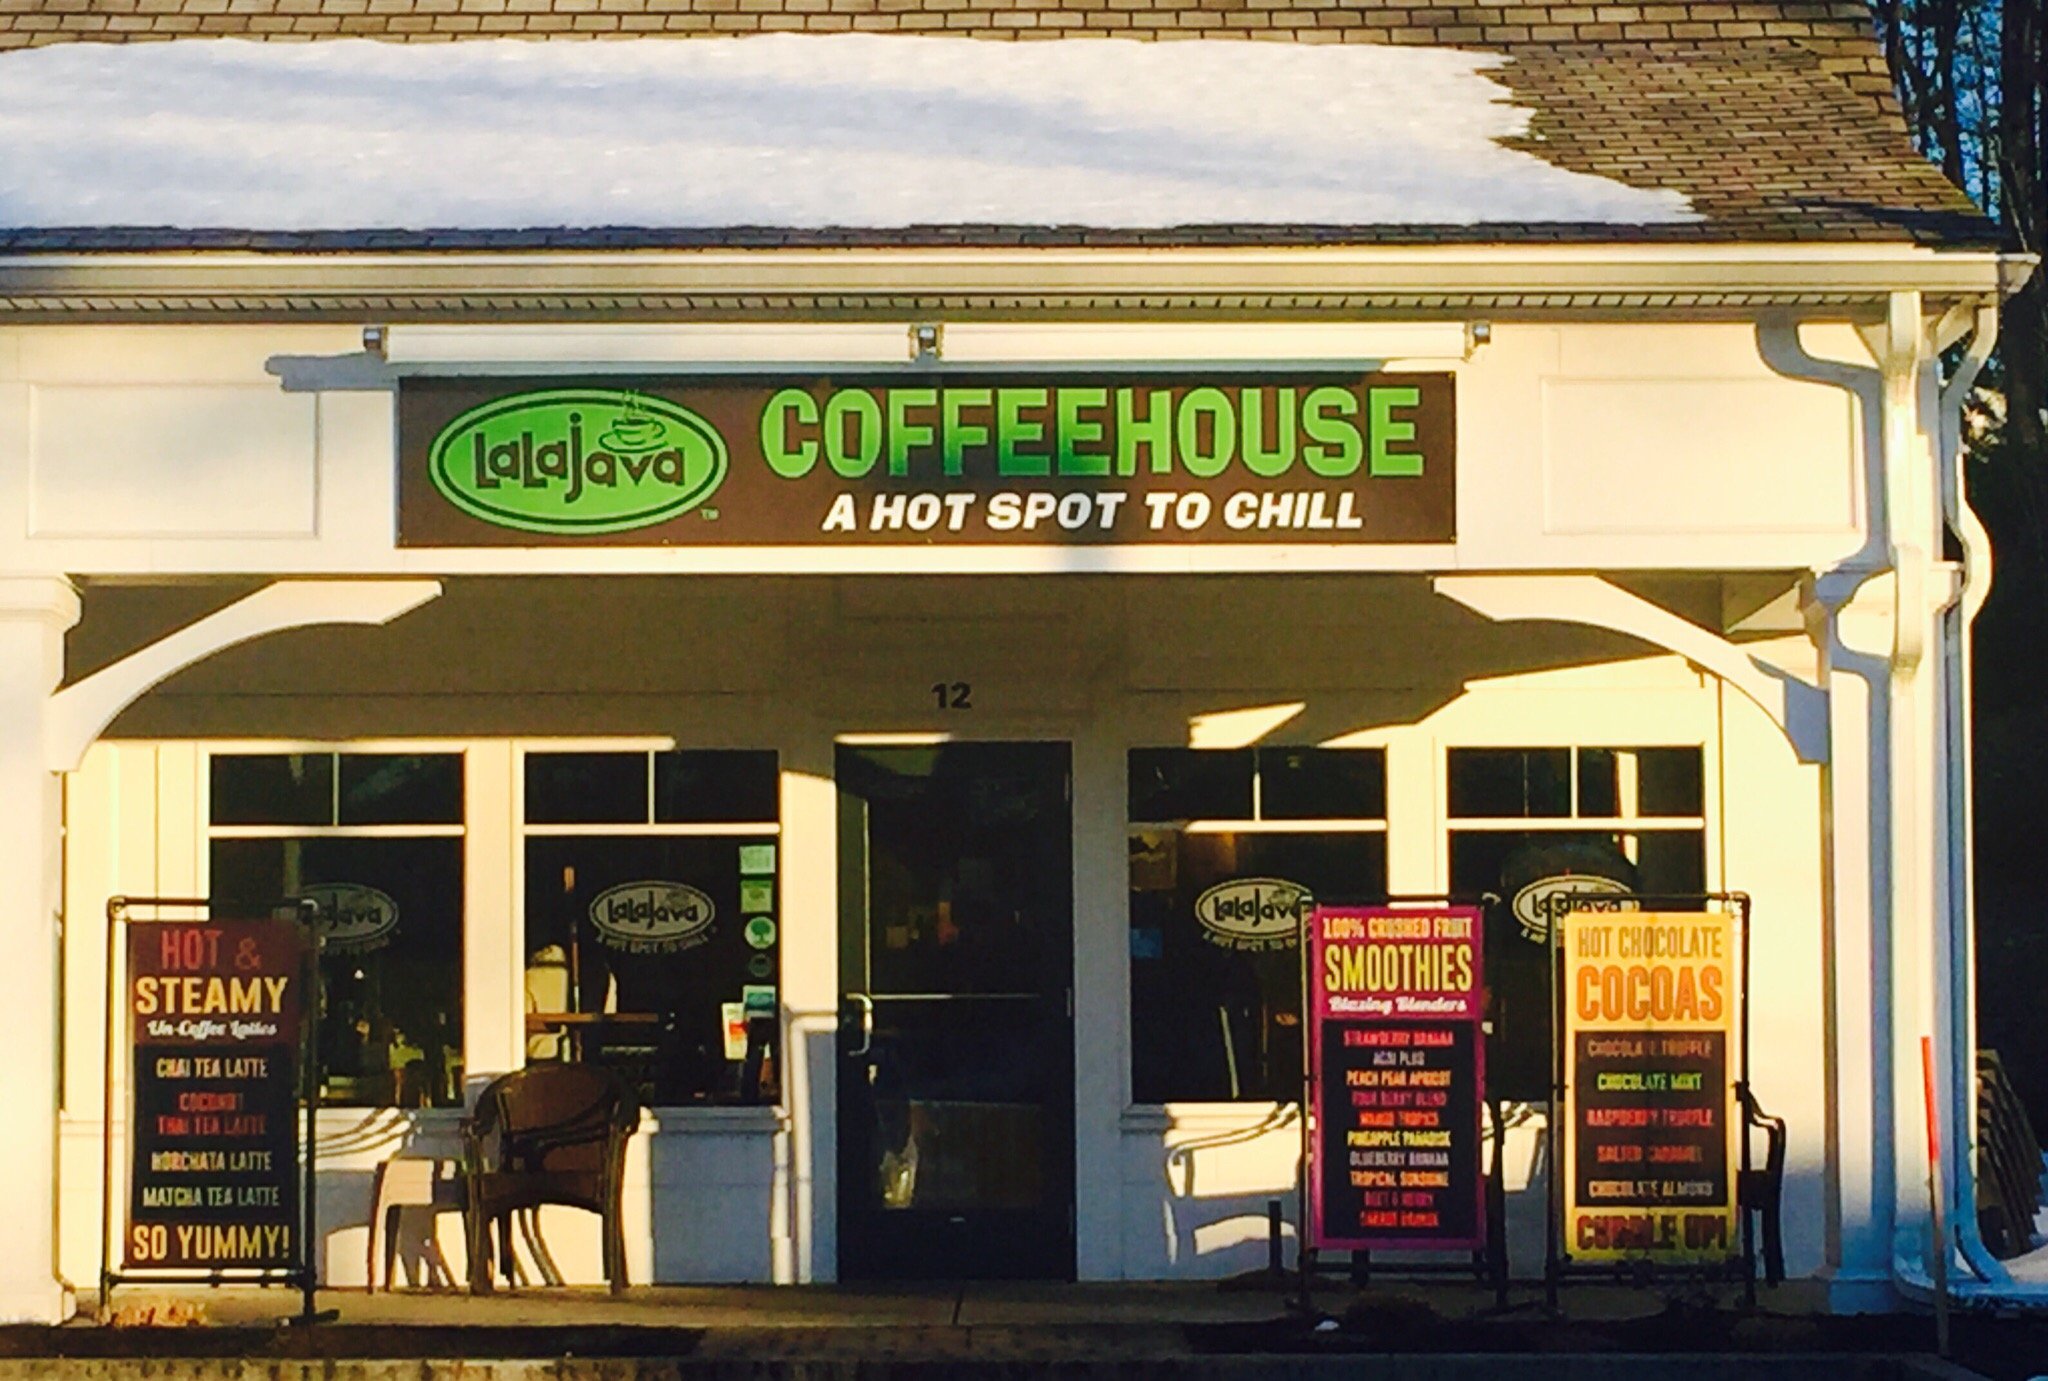 LaLaJava
™
COFFEEHOUSE
A HOT SPOT TO CHILL
12
LaLaJava
LaLaJava
A HOT SPOT TO CHILL
LaLaJava
A HOT SPOT TO
HOT &
STEAMY
Un-Coffee Lattes
CHAI TEA LATTE
COCONUT
THAI TEA LATTE
HORCHATA LATTE
MATCHA TEA LATTE
SO YUMMY!
100% CRUSHED FRUIT
SMOOTHIES
Blazing Blenders
STRAWBERRY BANANA
ACAI PLUS
PEACH PEAR APRICOT
FOUR BERRY BLEND
MANGO TROPICS
PINEAPPLE PARADISE
BLUEBERRY BANANA
TROPICAL SUNSHINE
BEET & BERRY
HOT CHOCOLATE
COCOAS
CHOCOLATE TRUFFLE
CHOCOLATE MINT
RASPBERRY TRUFFLE
SALTED CARAMEL
CHOCOLATE ALMOND
CUDDLE UP!